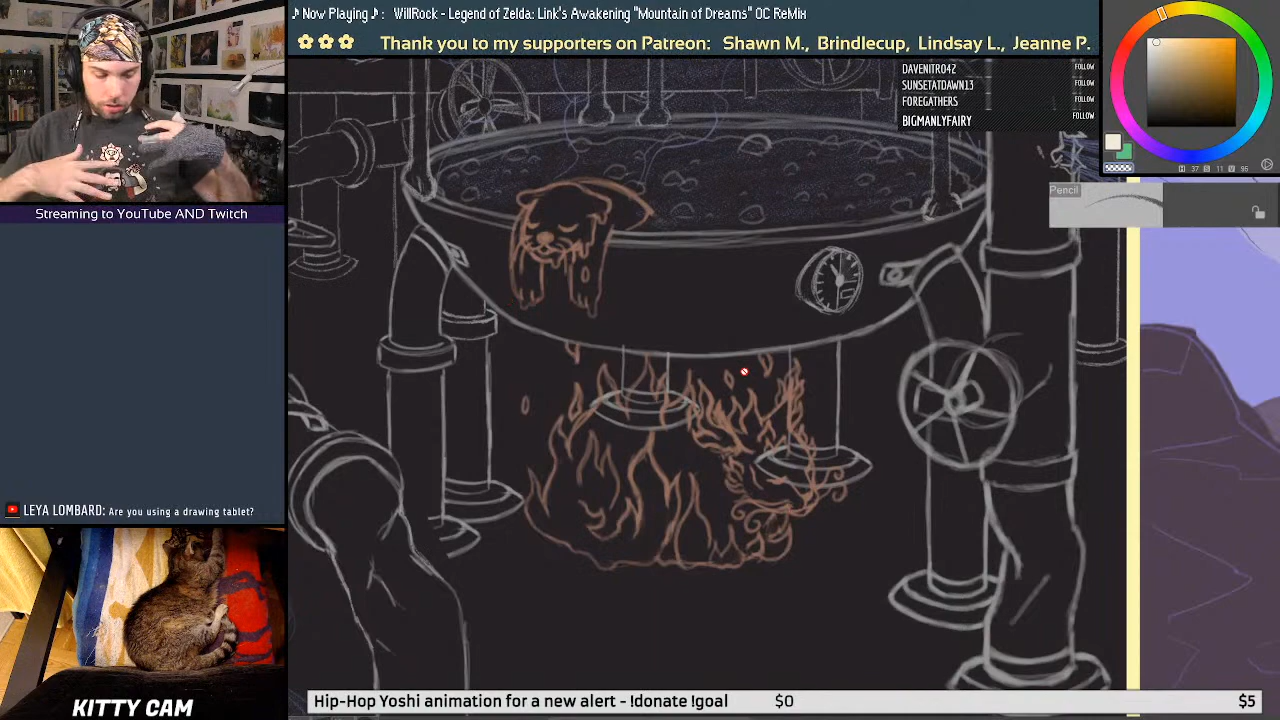 ♪ Now Playing ♪: WillRock - Legend of Zelda: Link's Awakening "Mountain of Dreams" OC ReMix
✿ ✿ ✿ Thank you to my supporters on Patreon: Shawn M., Brindlecup, Lindsay L., Jeanne P.
DAVENITRO42 FOLLOW
SUNSETATDAWN13 FOLLOW
FOREGATHERS FOLLOW
BIGMANLYFAIRY FOLLOW
H 37 S 11 V 95
Pencil
Streaming to YouTube AND Twitch
LEYA LOMBARD: Are you using a drawing tablet?
KITTY CAM
Hip-Hop Yoshi animation for a new alert - !donate !goal $0 $5